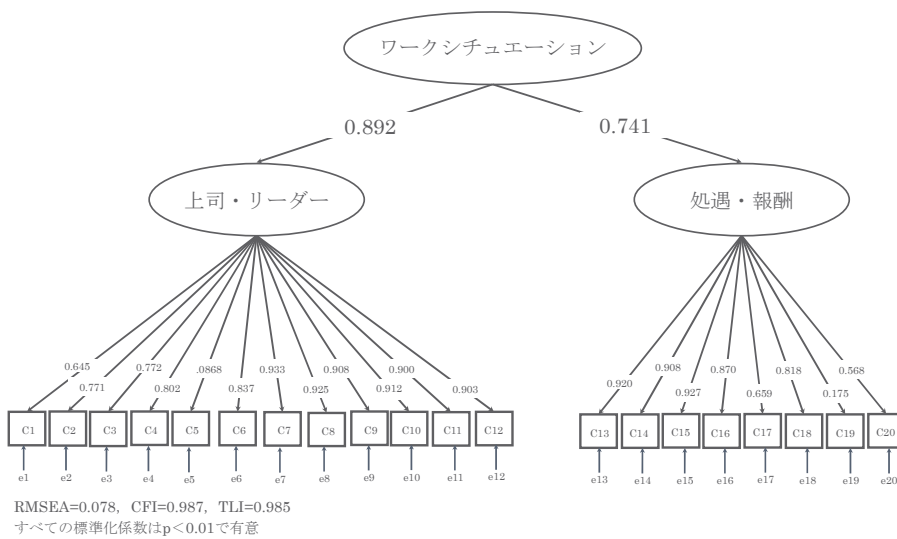 ワークシチュエーション
0.892
0.741
上司・リーダー
処遇・報酬
0.645
0.772
.0868
0.933
0.908
0.900
0.771
0.802
0.837
0.925
0.912
0.903
0.908
0.870
0.818
0.568
0.920
0.927
0.659
0.175
C1 C2 C3 C4 C5 C6 C7 C8 C9 C10 C11 C12
C13 C14 C15 C16 C17 C18 C19 C20
e1 e2 e3 e4 e5 e6 e7 e8 e9 e10 e11 e12
e13 e14 e15 e16 e17 e18 e19 e20
RMSEA=0.078, CFI=0.987, TLI=0.985
すべての標準化係数はp＜0.01で有意